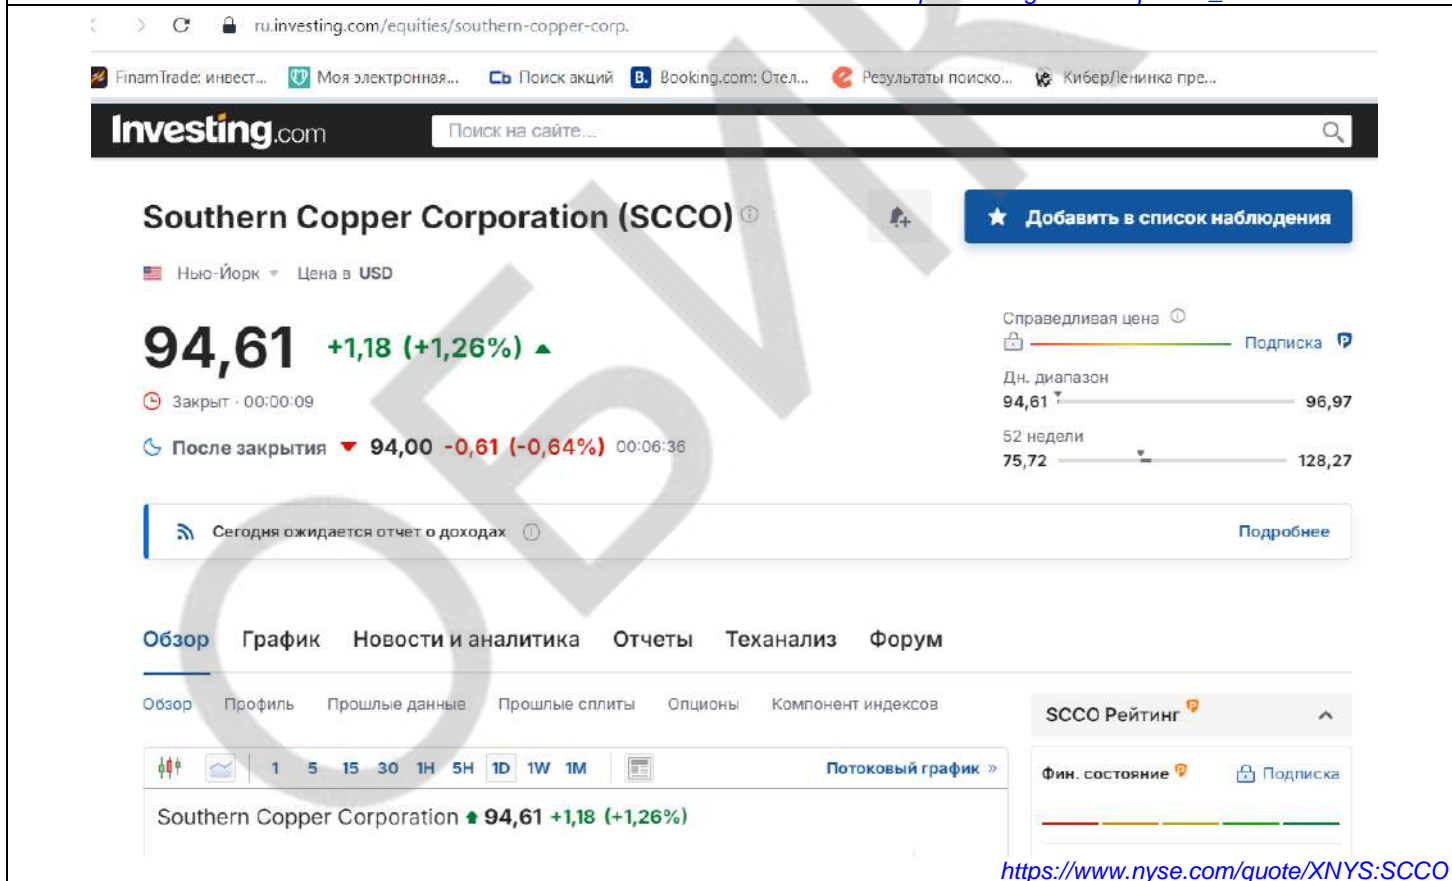 ru.investing.com/equities/southern-copper-corp.
FinamTrade: инвест... Моя электронная... Сь Поиск акций B. Booking.com: Отел... Результаты поиско... КиберЛенинка пре...
Investing.com Поиск на сайте...
Southern Copper Corporation (SCCO) Добавить в список наблюдения
Нью-Йорк Цена в USD
94,61 +1,18 (+1,26%)
Справедливая цена
Подписка
Закрыт · 00:00:09
Дн. диапазон
94,61 96,97
После закрытия 94,00 -0,61 (-0,64%) 00:06:36
52 недели
75,72 128,27
Сегодня ожидается отчет о доходах Подробнее
Обзор График Новости и аналитика Отчеты Теханализ Форум
Обзор Профиль Прошлые данные Прошлые сплиты Опционы Компонент индексов
SCCO Рейтинг
1 5 15 30 1H 5H 1D 1W 1M Потоковый график »
Фин. состояние Подписка
Southern Copper Corporation 94,61 +1,18 (+1,26%)
https://www.nyse.com/quote/XNYS:SCCO
ОБИК